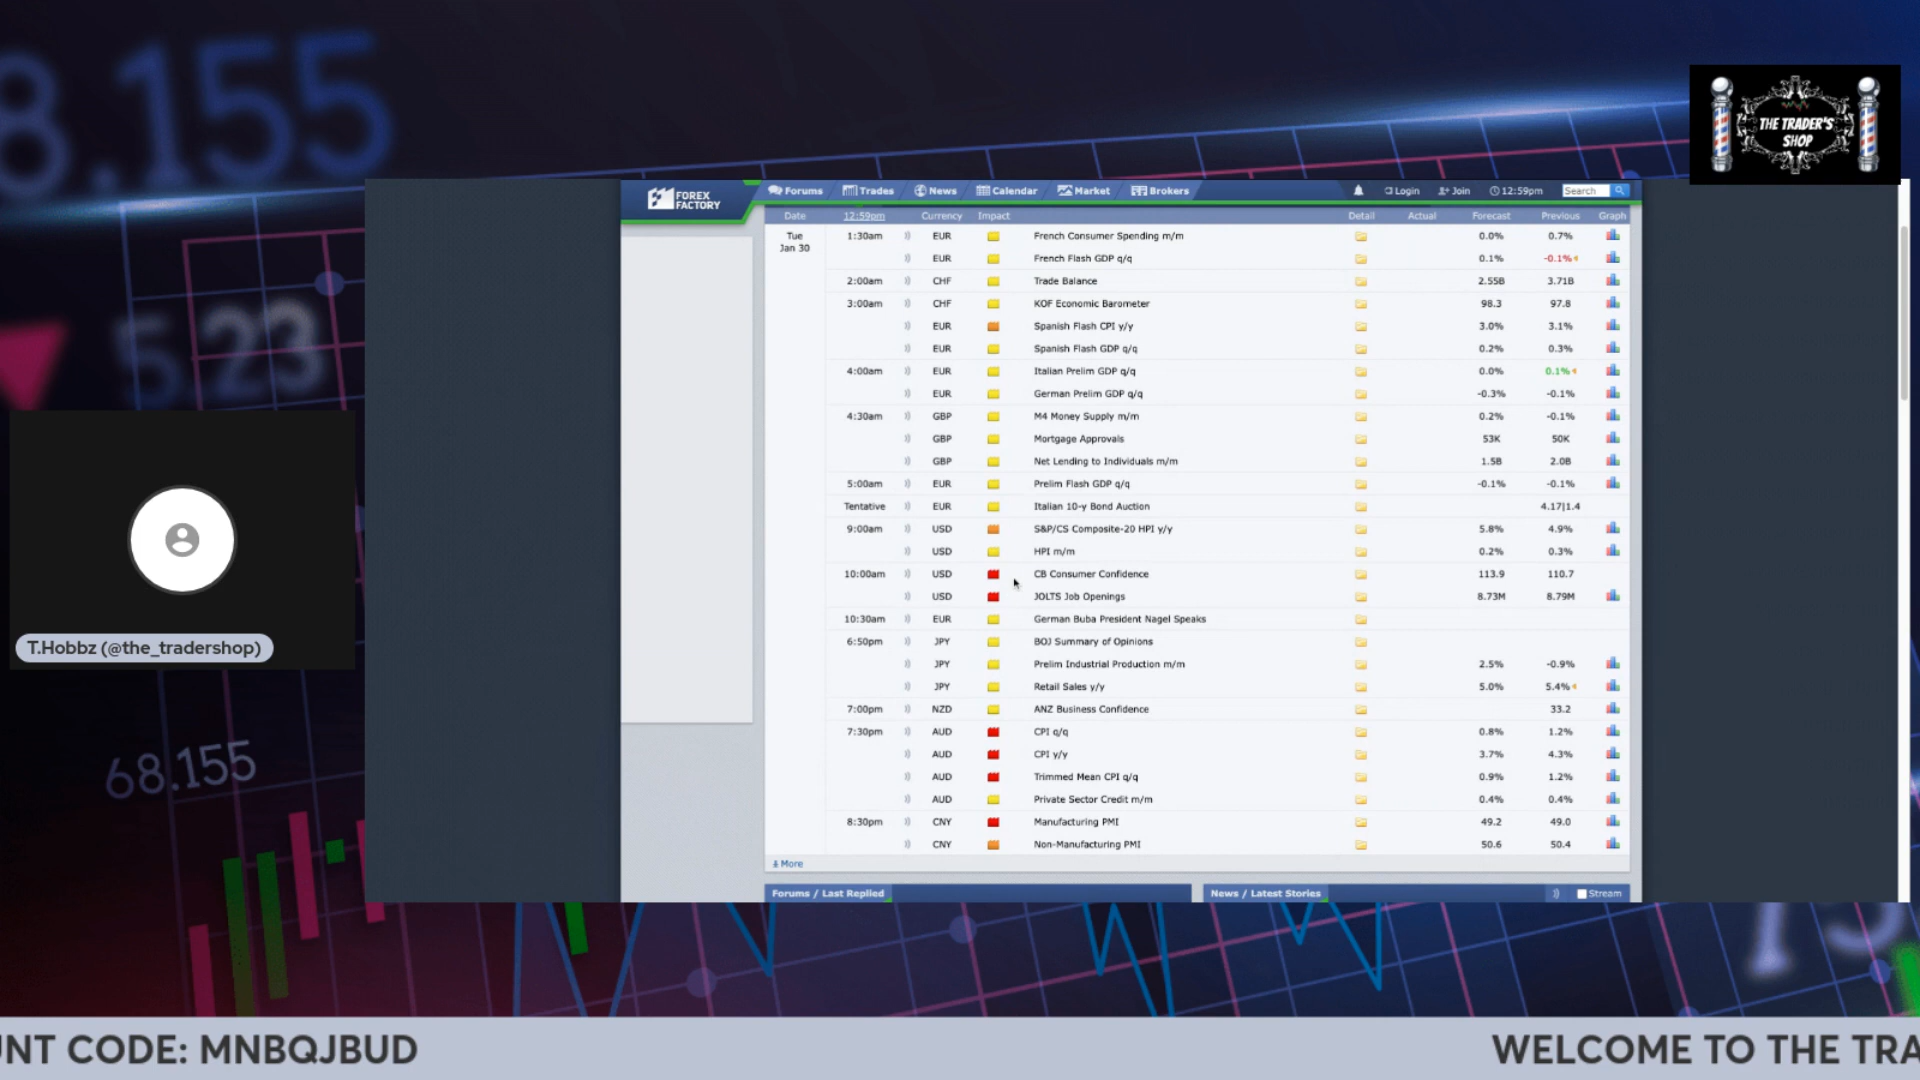 8.155
5.23
68.155
THE TRADER'S
SHOP
FOREX
FACTORY
Forums Trades News Calendar Market Brokers Login Join 12:59pm Search
Date 12:59pm Currency Impact Detail Actual Forecast Previous Graph
Tue
Jan 30
1:30am EUR French Consumer Spending m/m 0.0% 0.7%
EUR French Flash GDP q/q 0.1% -0.1%
2:00am CHF Trade Balance 2.55B 3.71B
3:00am CHF KOF Economic Barometer 98.3 97.8
EUR Spanish Flash CPI y/y 3.0% 3.1%
EUR Spanish Flash GDP q/q 0.2% 0.3%
4:00am EUR Italian Prelim GDP q/q 0.0% 0.1%
EUR German Prelim GDP q/q -0.3% -0.1%
4:30am GBP M4 Money Supply m/m 0.2% -0.1%
GBP Mortgage Approvals 53K 50K
GBP Net Lending to Individuals m/m 1.5B 2.0B
5:00am EUR Prelim Flash GDP q/q -0.1% -0.1%
Tentative EUR Italian 10-y Bond Auction 4.17|1.4
9:00am USD S&P/CS Composite-20 HPI y/y 5.8% 4.9%
USD HPI m/m 0.2% 0.3%
10:00am USD CB Consumer Confidence 113.9 110.7
USD JOLTS Job Openings 8.73M 8.79M
10:30am EUR German Buba President Nagel Speaks
6:50pm JPY BOJ Summary of Opinions
JPY Prelim Industrial Production m/m 2.5% -0.9%
JPY Retail Sales y/y 5.0% 5.4%
7:00pm NZD ANZ Business Confidence 33.2
7:30pm AUD CPI q/q 0.8% 1.2%
AUD CPI y/y 3.7% 4.3%
AUD Trimmed Mean CPI q/q 0.9% 1.2%
AUD Private Sector Credit m/m 0.4% 0.4%
8:30pm CNY Manufacturing PMI 49.2 49.0
CNY Non-Manufacturing PMI 50.6 50.4
More
Forums / Last Replied News / Latest Stories Stream
T.Hobbz (@the_tradershop)
UNT CODE: MNBQJBUD WELCOME TO THE TRA